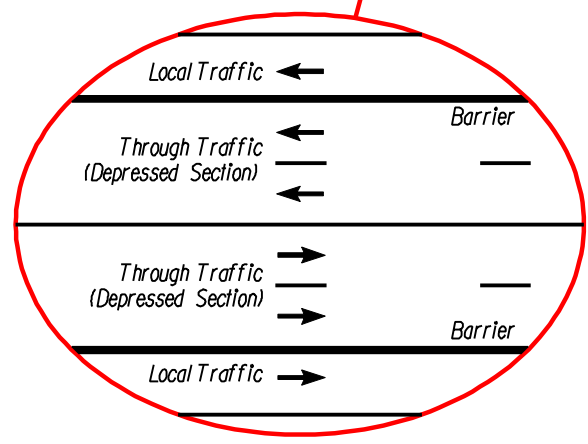 Local Traffic
Barrier
Through Traffic
(Depressed Section)
Through Traffic
(Depressed Section)
Barrier
Local Traffic